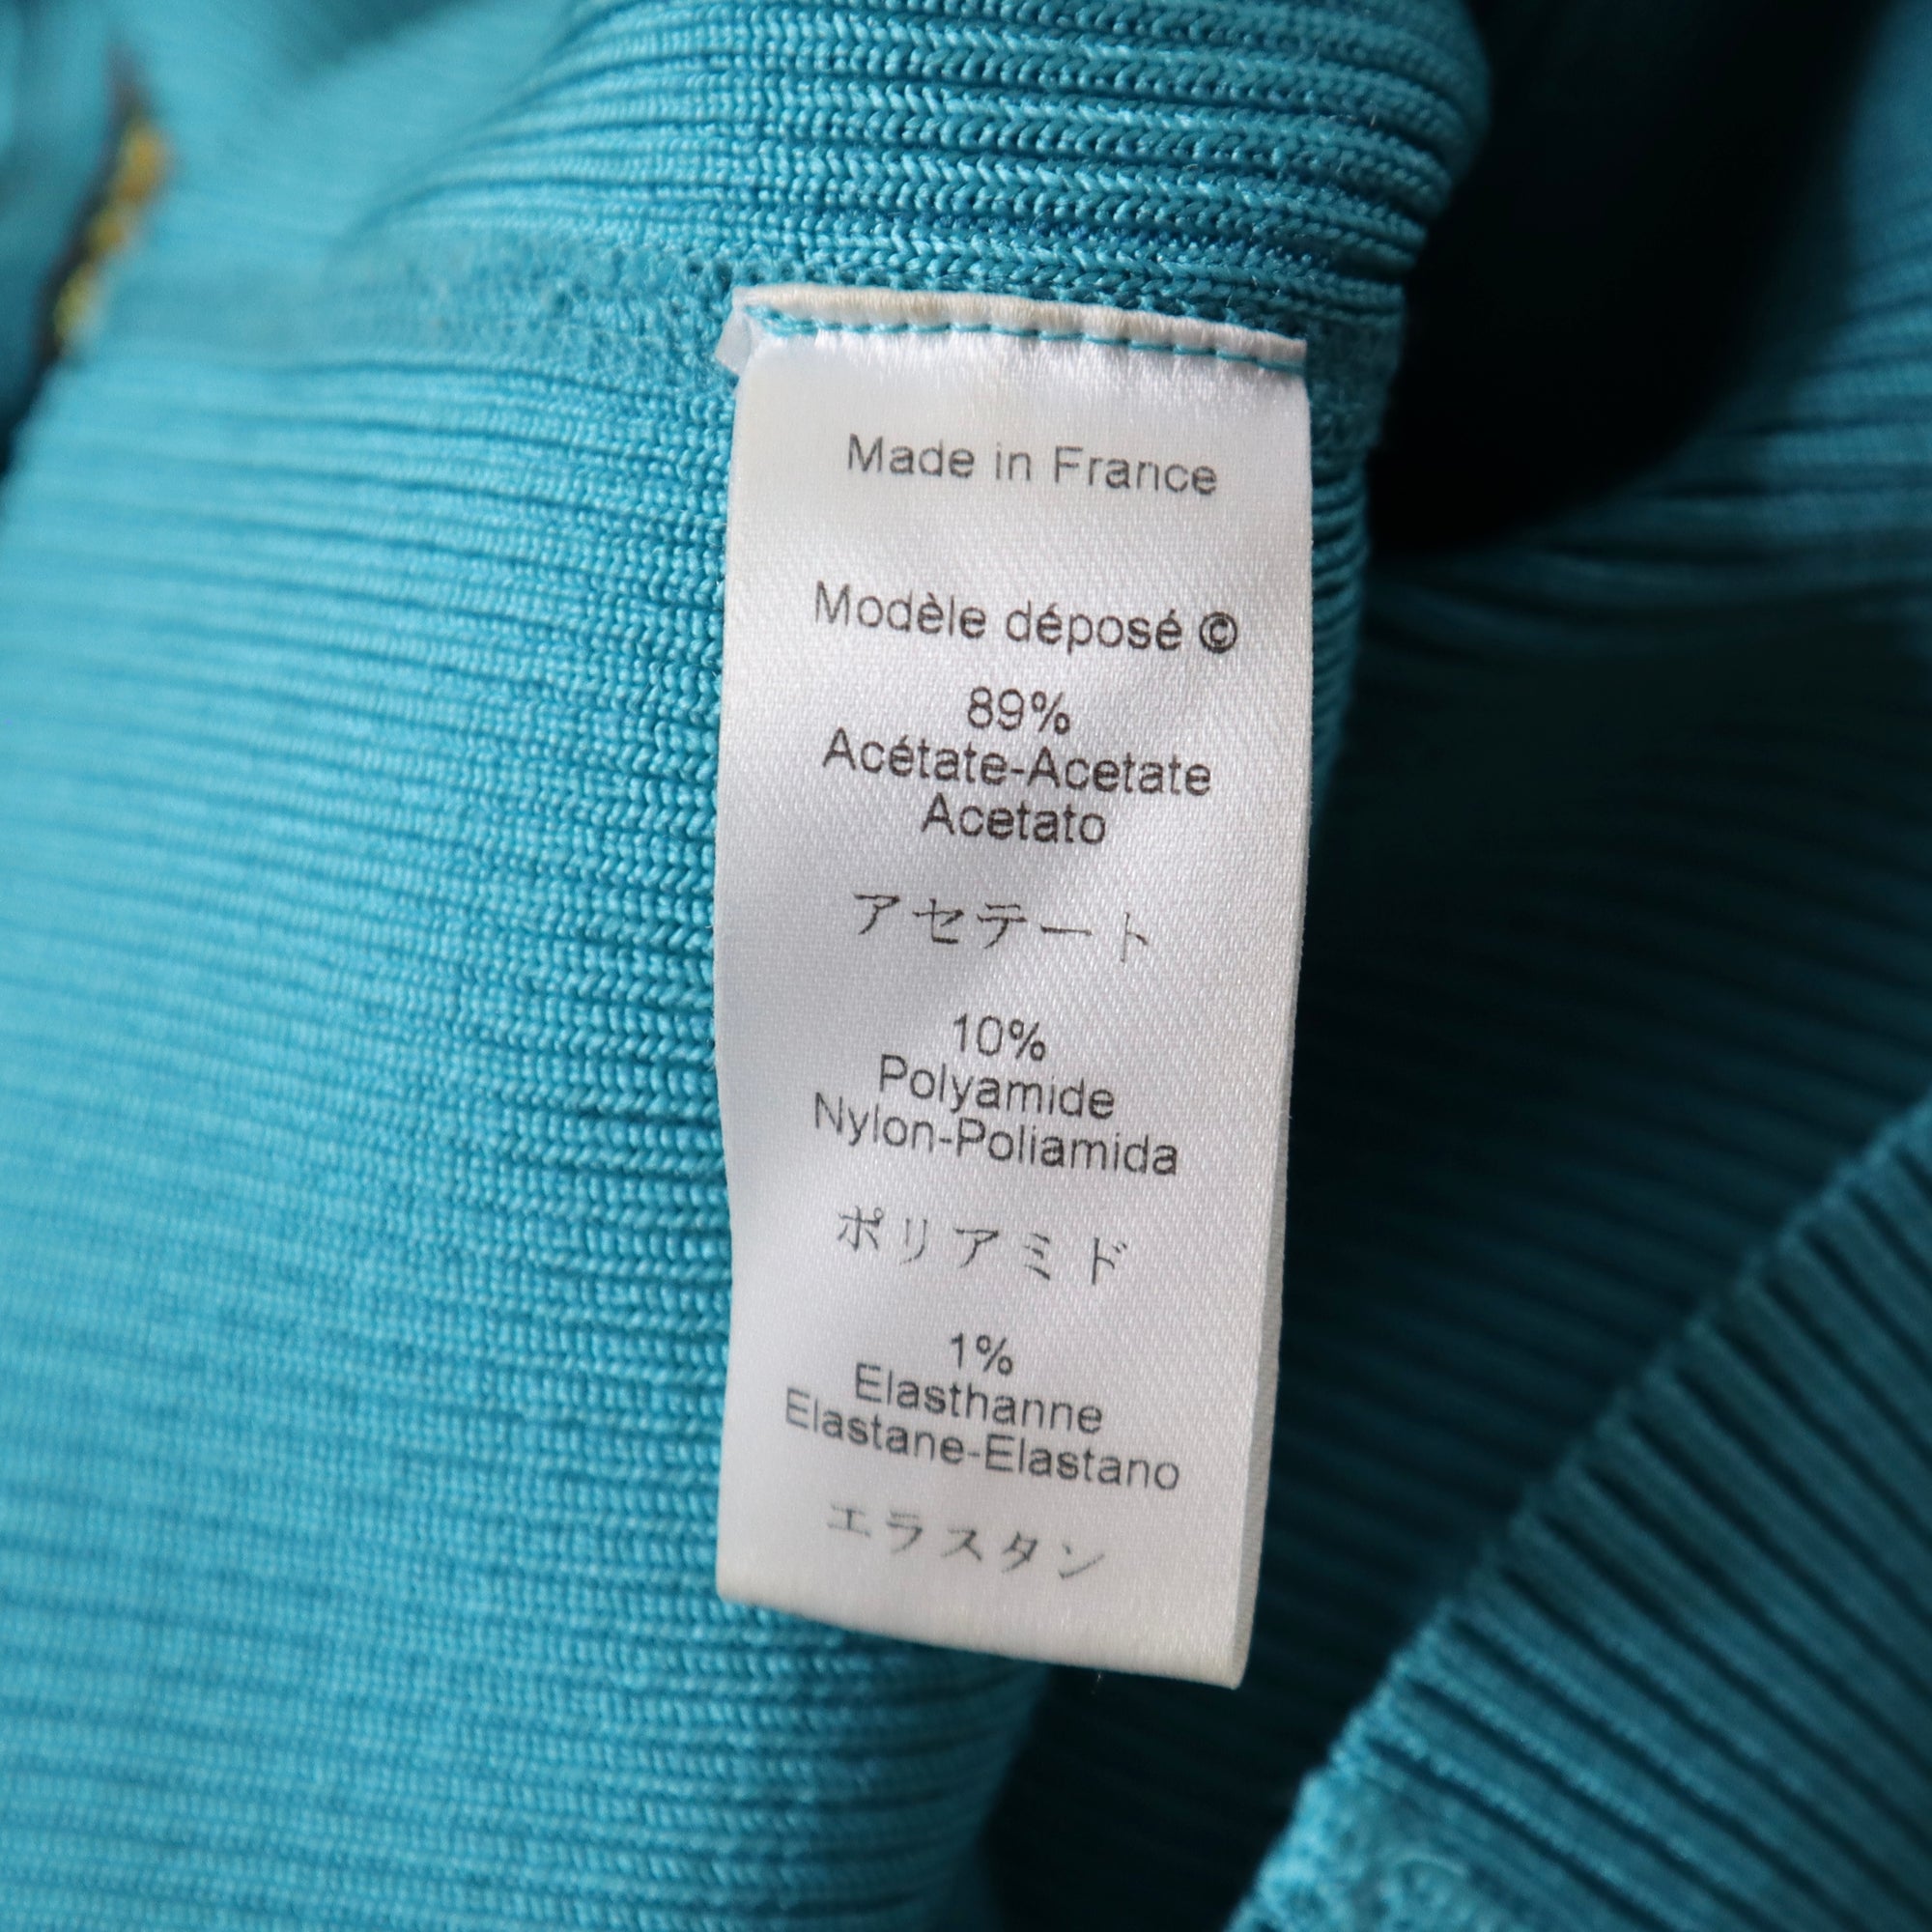 Made in France
Modèle déposé ©
89%
Acétate-Acetate
Acetato
アセテート
10%
Polyamide
Nylon-Poliamida
ポリアミド
1%
Elasthanne
Elastane-Elastano
エラスタン